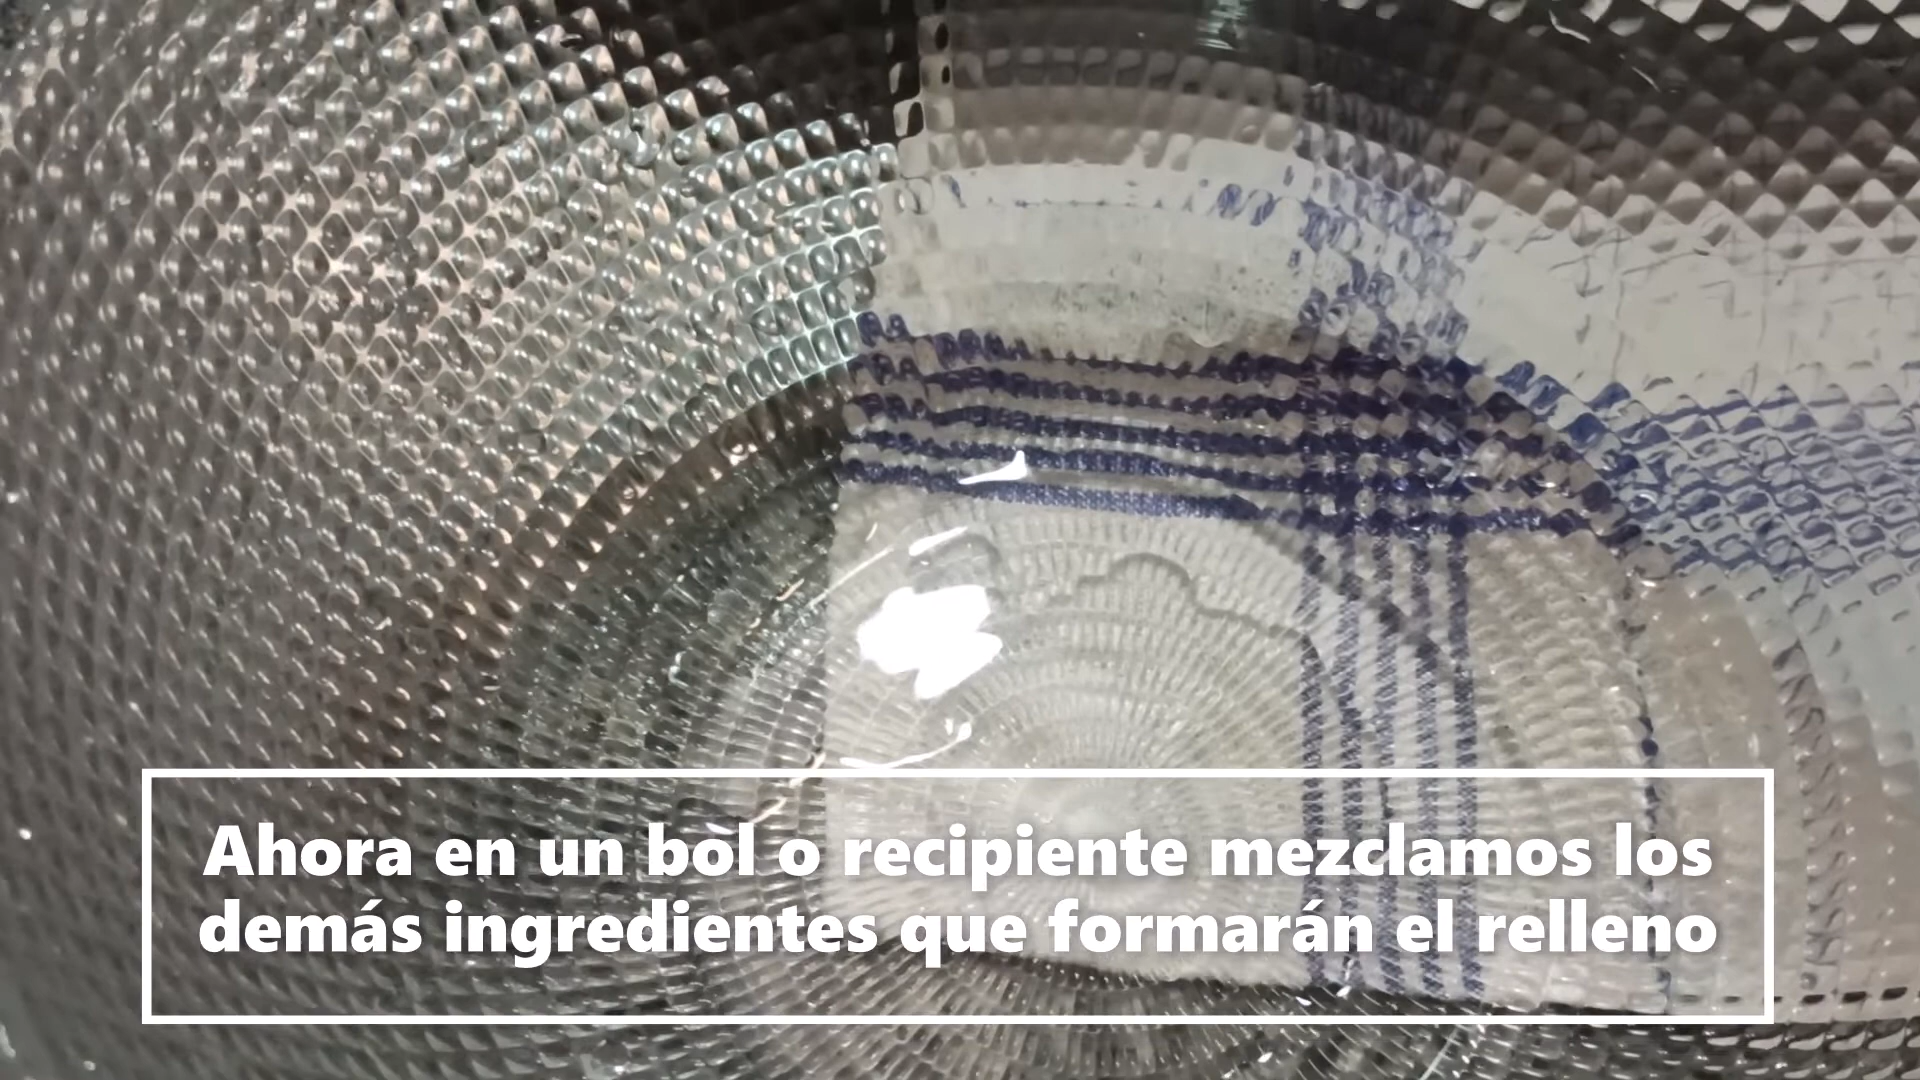 Ahora en un bol o recipiente mezclamos los
demás ingredientes que formarán el relleno